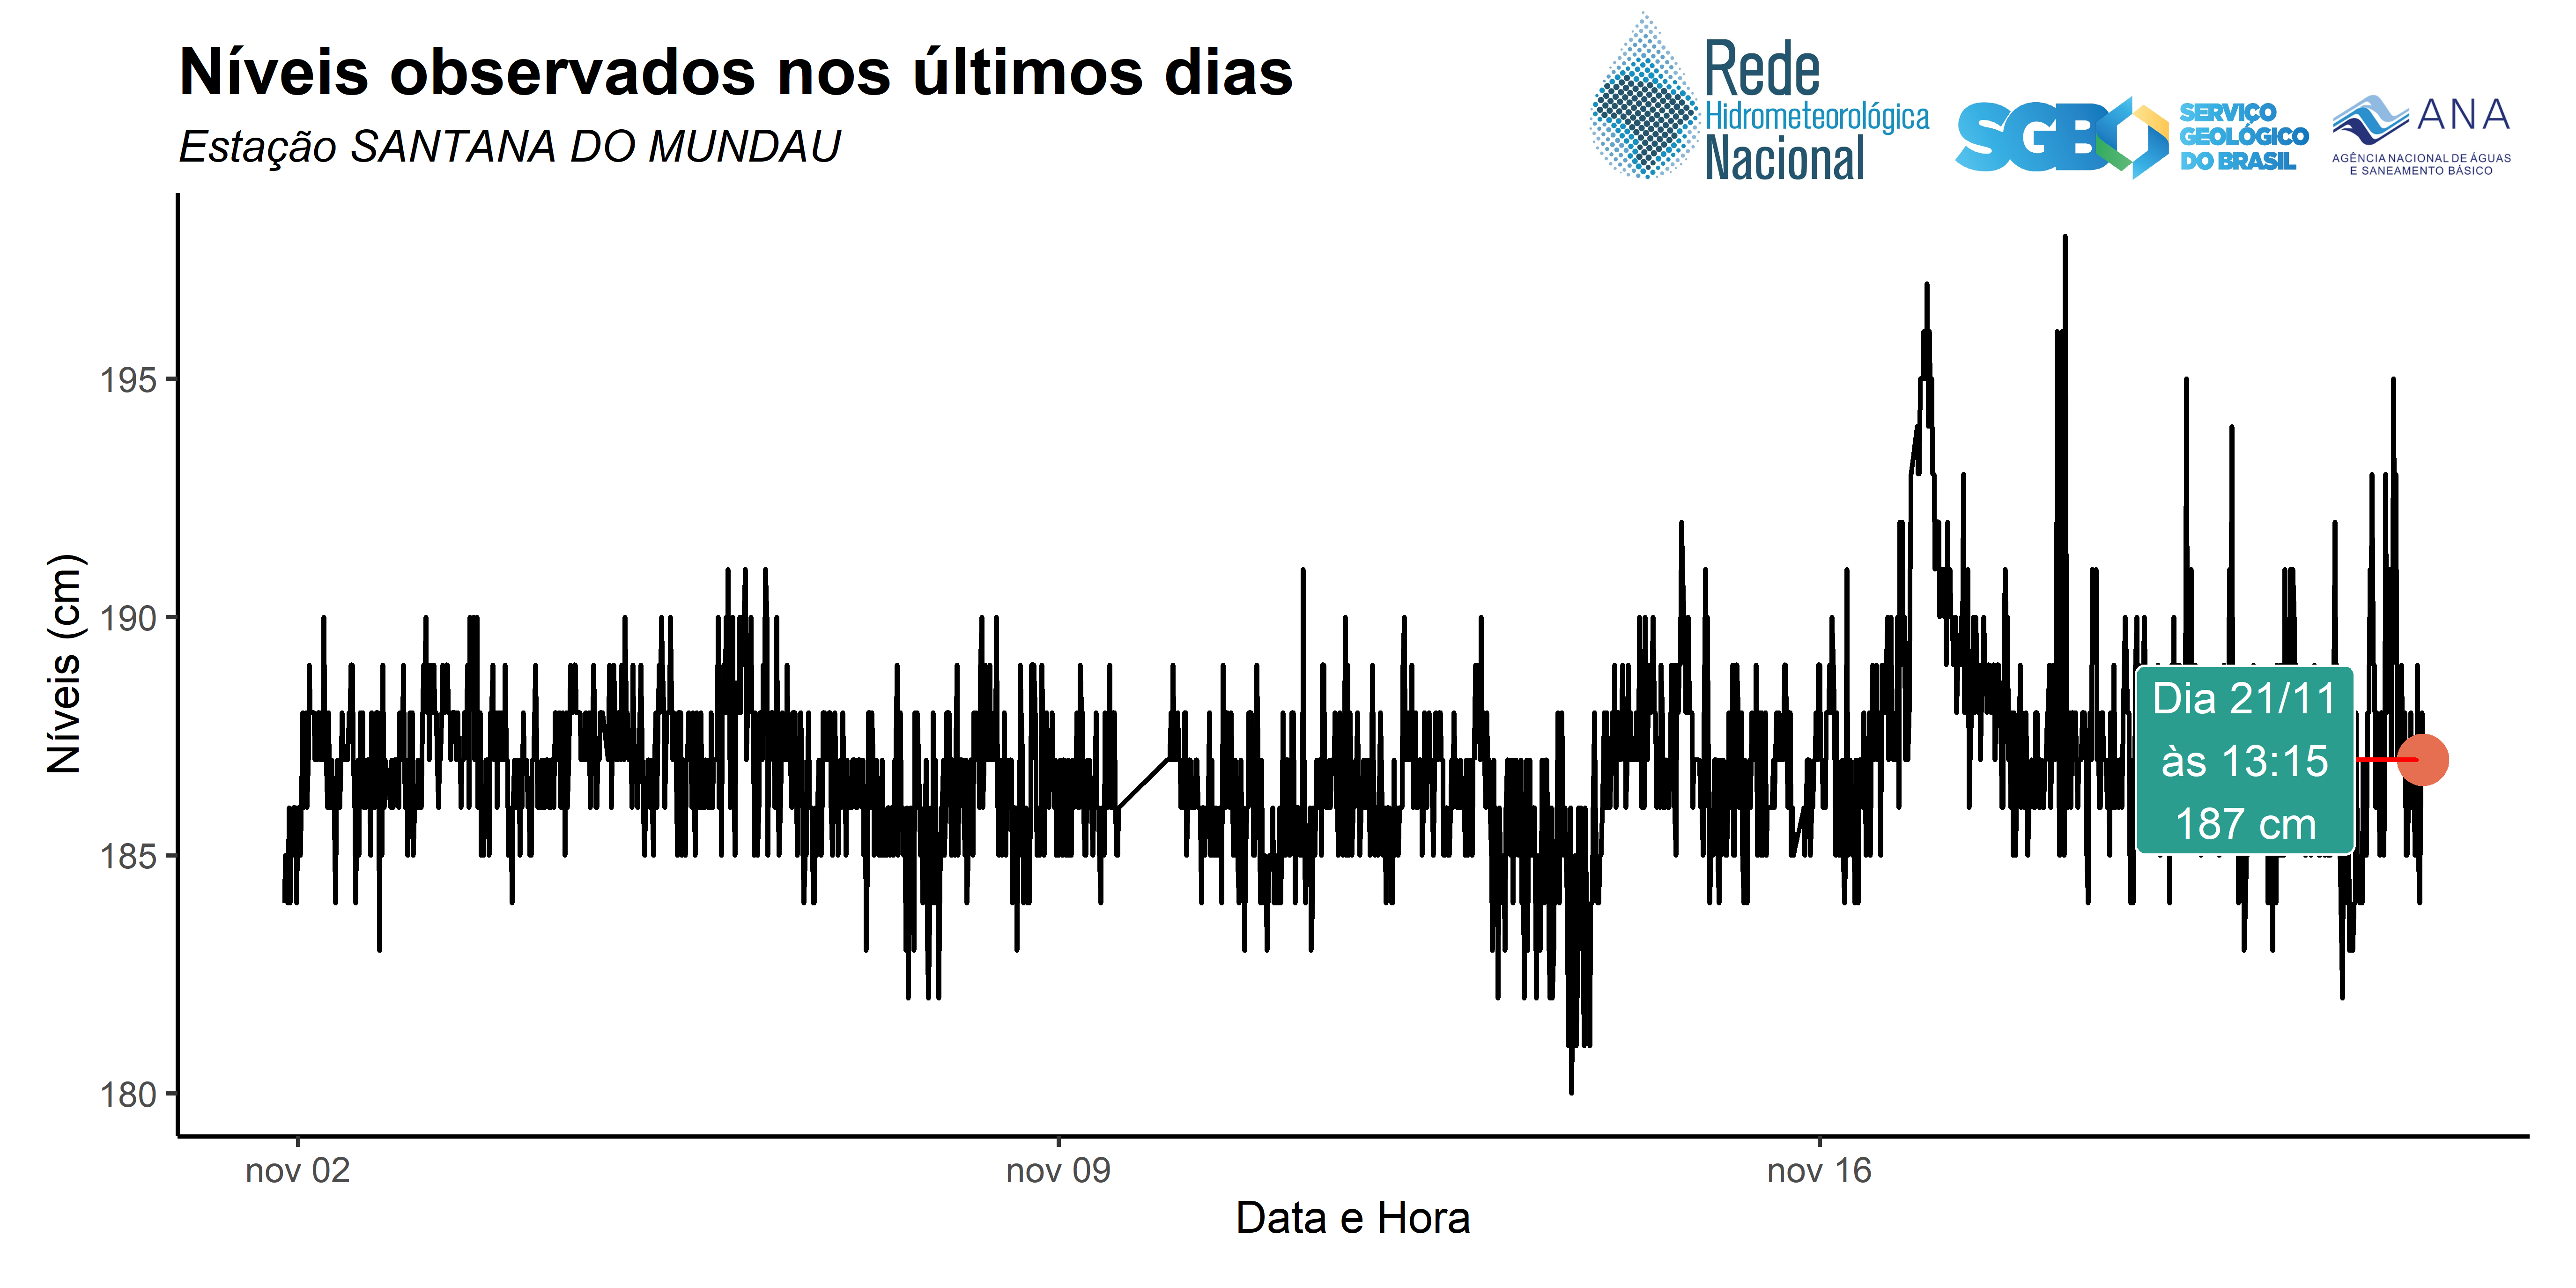 Níveis observados nos últimos dias
Estação SANTANA DO MUNDAU
Rede
Hidrometeorológica
Nacional
SGB
SERVIÇO
GEOLÓGICO
DO BRASIL
ANA
AGÊNCIA NACIONAL DE ÁGUAS
E SANEAMENTO BÁSICO
Níveis (cm)
195
190
185
180
Dia 21/11
às 13:15
187 cm
nov 02
nov 09
nov 16
Data e Hora